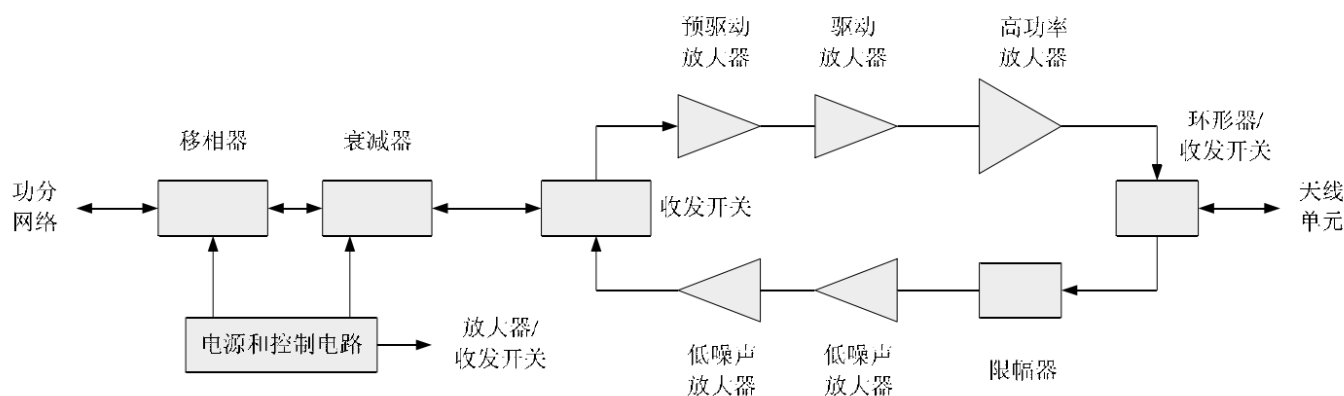 预驱动
放大器
驱动
放大器
高功率
放大器
移相器
衰减器
环形器/
收发开关
功分
网络
收发开关
天线
单元
电源和控制电路
放大器/
收发开关
低噪声
放大器
低噪声
放大器
限幅器